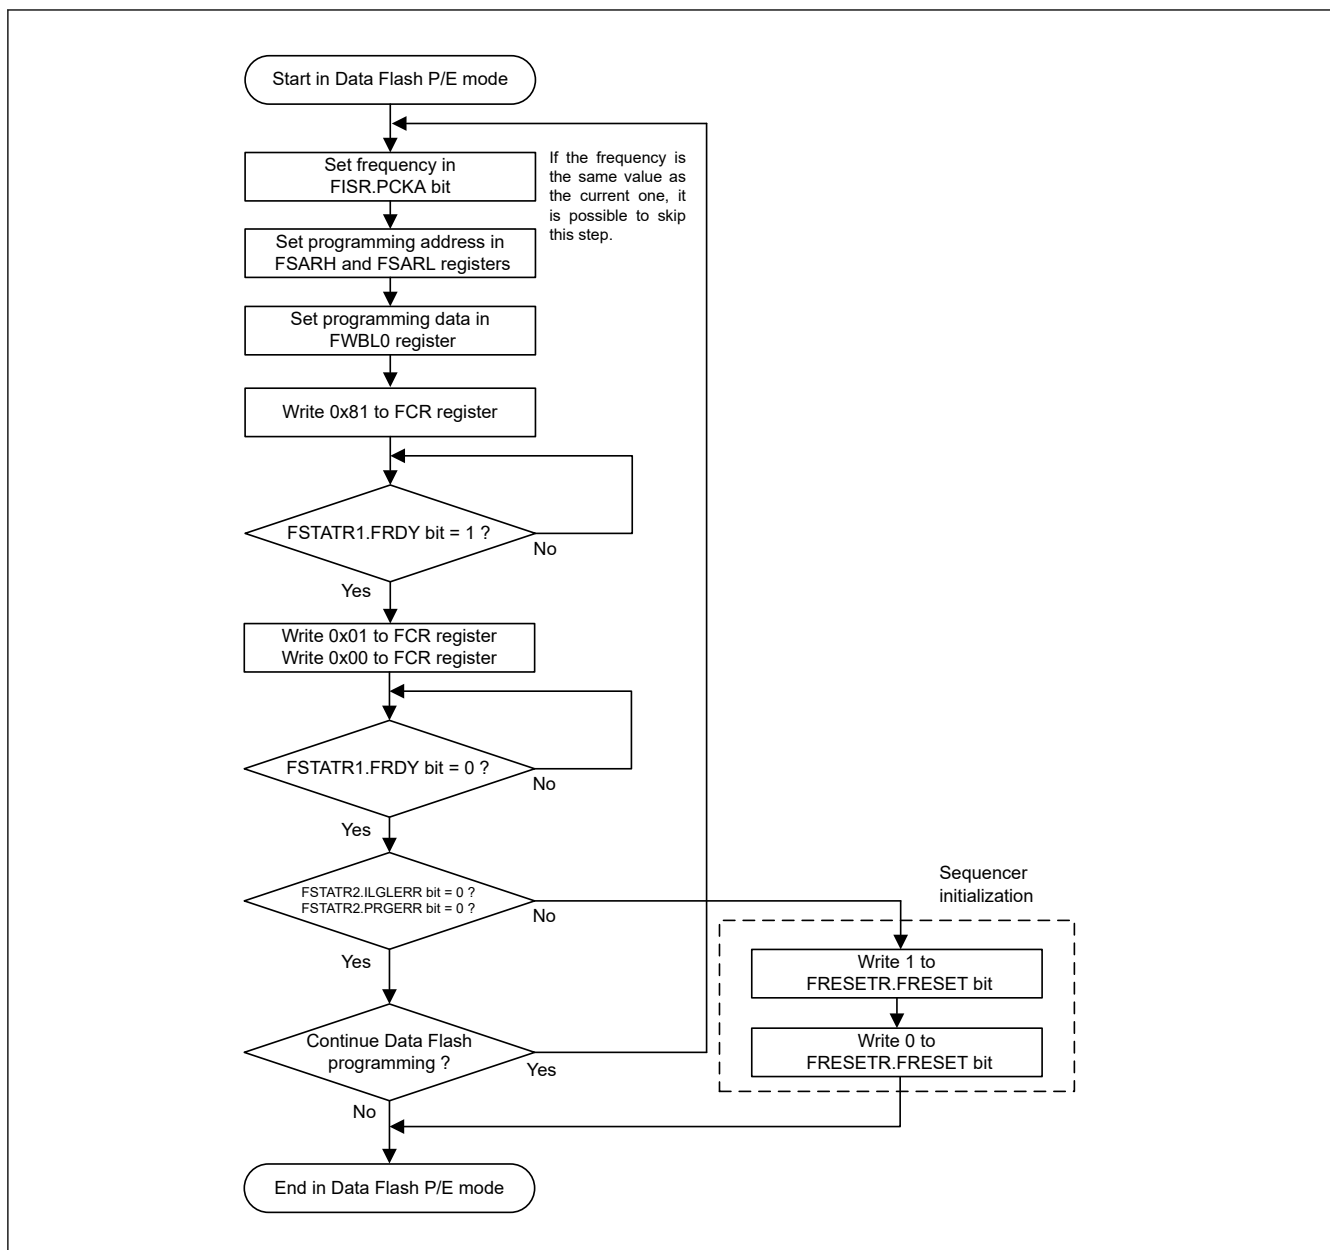 Start in Data Flash P/E mode
Set frequency in
FISR.PCKA bit
If the frequency is
the same value as
the current one, it
is possible to skip
this step.
Set programming address in
FSARH and FSARL registers
Set programming data in
FWBL0 register
Write 0x81 to FCR register
FSTATR1.FRDY bit = 1 ?
No
Yes
Write 0x01 to FCR register
Write 0x00 to FCR register
FSTATR1.FRDY bit = 0 ?
No
Yes
FSTATR2.ILGLERR bit = 0 ?
FSTATR2.PRGERR bit = 0 ?
No
Yes
Sequencer
initialization
Write 1 to
FRESETR.FRESET bit
Write 0 to
FRESETR.FRESET bit
Continue Data Flash
programming ?
Yes
No
End in Data Flash P/E mode